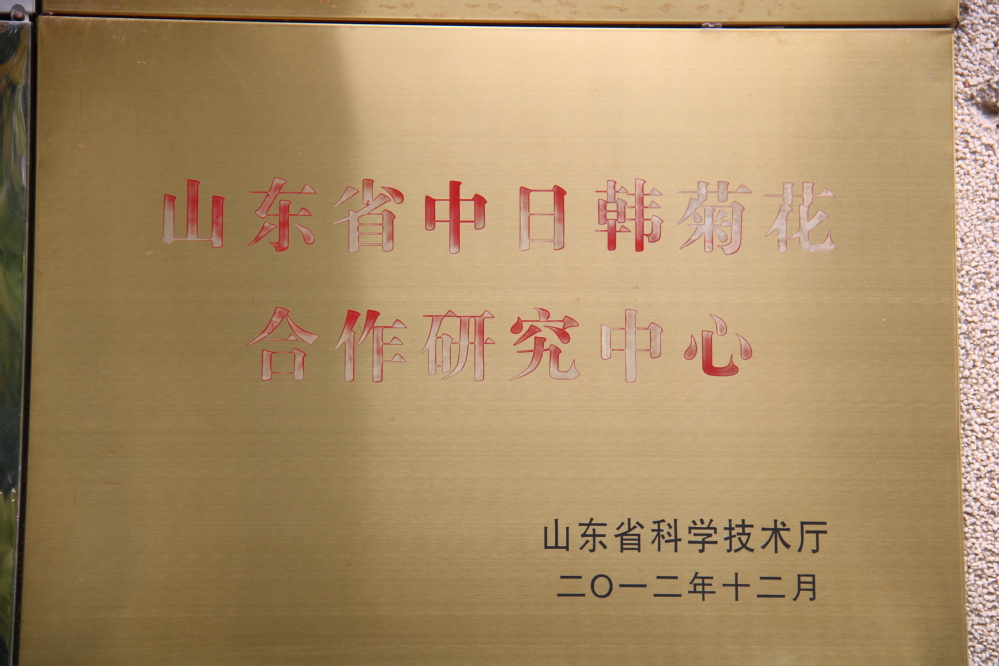 山东省中日韩菊花
合作研究中心
山东省科学技术厅
二〇一二年十二月